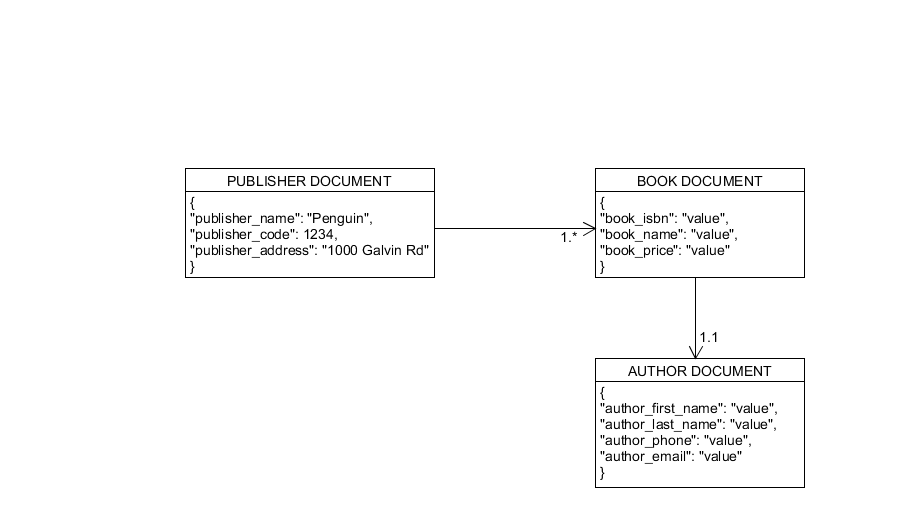 PUBLISHER DOCUMENT
{
"publisher_name": "Penguin",
"publisher_code": 1234,
"publisher_address": "1000 Galvin Rd"
}
1.*
BOOK DOCUMENT
{
"book_isbn": "value",
"book_name": "value",
"book_price": "value"
}
1.1
AUTHOR DOCUMENT
{
"author_first_name": "value",
"author_last_name": "value",
"author_phone": "value",
"author_email": "value"
}